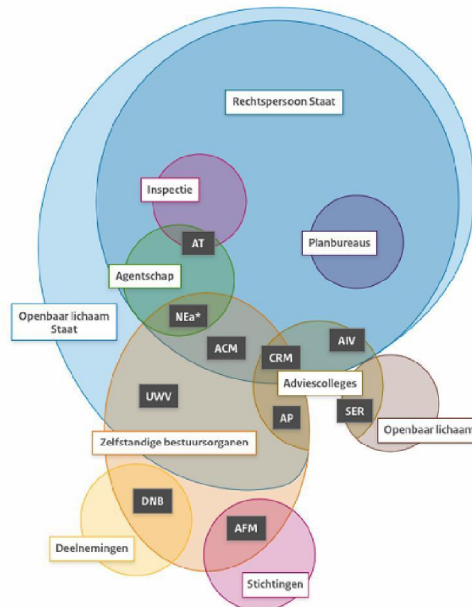 Rechtspersoon Staat
Inspectie
AT
Planbureaus
Agentschap
Openbaar lichaam
Staat
NEa*
ACM
CRM
AIV
Adviescolleges
UWV
AP
SER
Openbaar lichaam
Zelfstandige bestuursorganen
DNB
AFM
Deelnemingen
Stichtingen